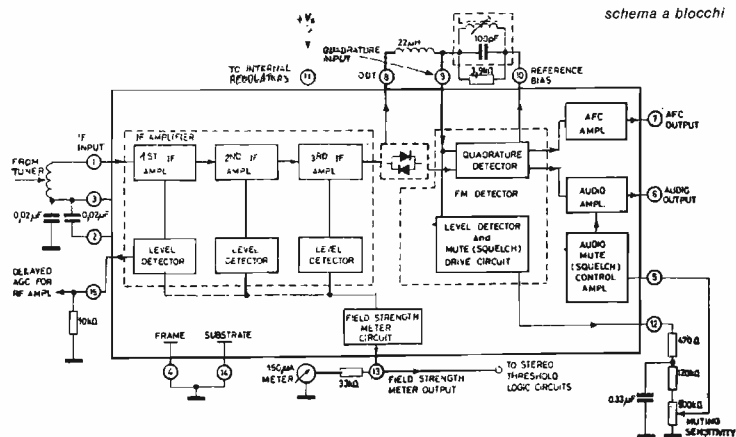 schema a blocchi
+V
TO INTERNAL
REGULATORS
11
QUADRATURE
INPUT
22µH
L
100pF
3,9kΩ
OUT
8
9
10
REFERENCE
BIAS
IF
INPUT
FROM
TUNER
1
3
2
0,02µF
0,02µF
IF AMPLIFIER
1ST IF
AMPL
2ND IF
AMPL
3RD IF
AMPL
LEVEL
DETECTOR
LEVEL
DETECTOR
LEVEL
DETECTOR
QUADRATURE
DETECTOR
FM DETECTOR
LEVEL DETECTOR
and
MUTE (SQUELCH)
DRIVE CIRCUIT
AFC
AMPL
7
AFC
OUTPUT
AUDIO
AMPL.
6
AUDIO
OUTPUT
AUDIO
MUTE
(SQUELCH)
CONTROL
AMPL
5
DELAYED
AGC FOR
RF AMPL
15
10kΩ
FIELD STRENGTH
METER
CIRCUIT
12
470Ω
120kΩ
500kΩ
0.33µF
MUTING
SENSITIVITY
FRAME
SUBSTRATE
4
14
150µA
METER
33kΩ
13
FIELD STRENGTH
METER OUTPUT
TO STEREO
THRESHOLD
LOGIC CIRCUITS